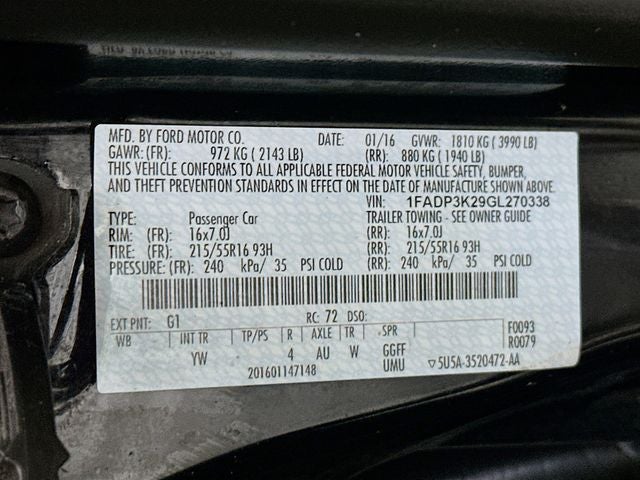 MFD. BY FORD MOTOR CO. DATE: 01/16 GVWR: 1810 KG ( 3990 LB)
GAWR: (FR): 972 KG ( 2143 LB) (RR): 880 KG ( 1940 LB)
THIS VEHICLE CONFORMS TO ALL APPLICABLE FEDERAL MOTOR VEHICLE SAFETY, BUMPER,
AND THEFT PREVENTION STANDARDS IN EFFECT ON THE DATE OF MANUFACTURE SHOWN ABOVE.
VIN: 1FADP3K29GL270338
TYPE: Passenger Car TRAILER TOWING - SEE OWNER GUIDE
RIM: (FR): 16x7.0J (RR): 16x7.0J
TIRE: (FR): 215/55R16 93H (RR): 215/55R16 93H
PRESSURE: (FR): 240 kPa/ 35 PSI COLD (RR): 240 kPa/ 35 PSI COLD
EXT PNT: G1 RC: 72 DSO:
WB INT TR TP/PS R AXLE TR SPR F0093
YW 4 AU W GGFF R0079
UMU
201601147148 5U5A-3520472-AA